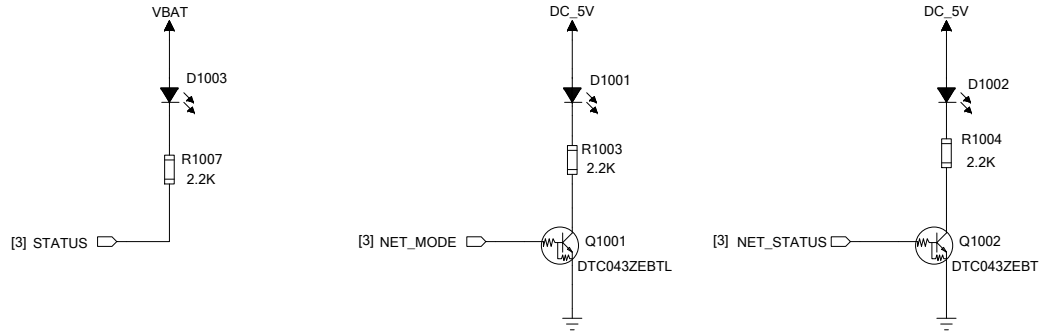 VBAT
D1003
R1007
2.2K
[3] STATUS
DC_5V
D1001
R1003
2.2K
[3] NET_MODE
Q1001
DTC043ZEBTL
DC_5V
D1002
R1004
2.2K
[3] NET_STATUS
Q1002
DTC043ZEBT